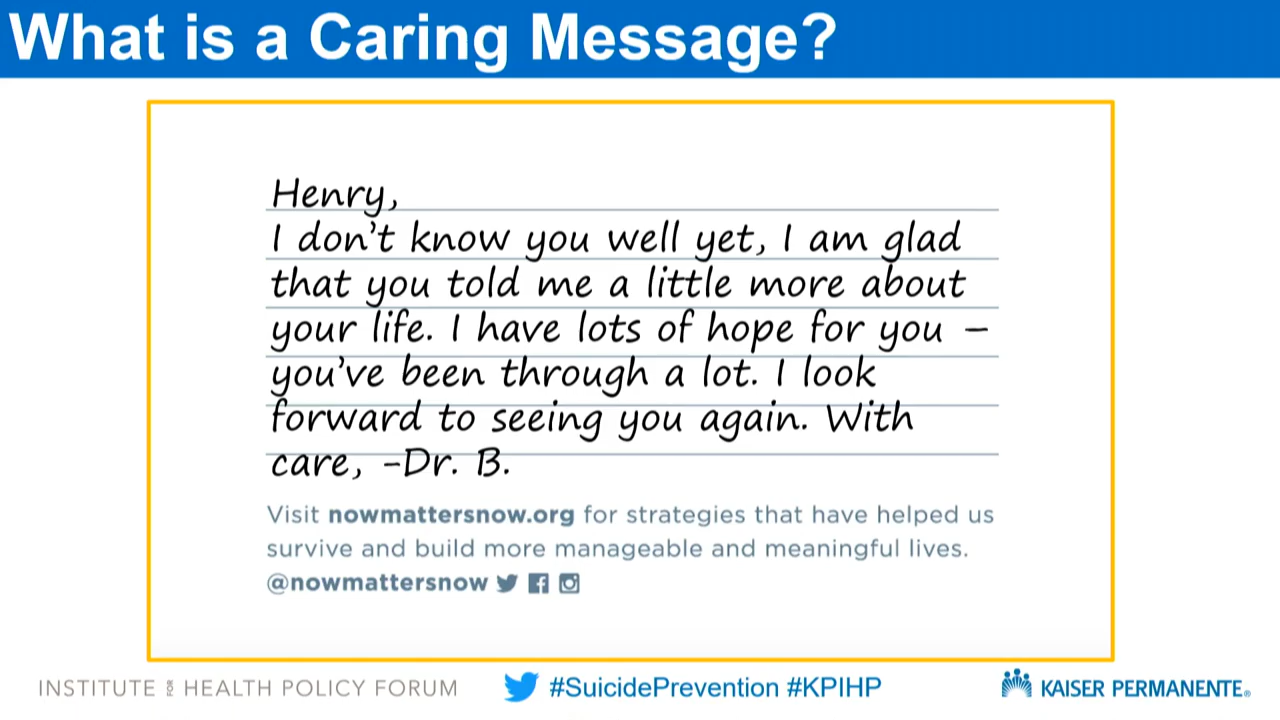 What is a Caring Message?
Henry,
I don't know you well yet, I am glad
that you told me a little more about
your life. I have lots of hope for you –
you've been through a lot. I look
forward to seeing you again. With
care, -Dr. B.
Visit nowmattersnow.org for strategies that have helped us
survive and build more manageable and meaningful lives.
@nowmattersnow
INSTITUTE FOR HEALTH POLICY FORUM
#SuicidePrevention #KPIHP
KAISER PERMANENTE®